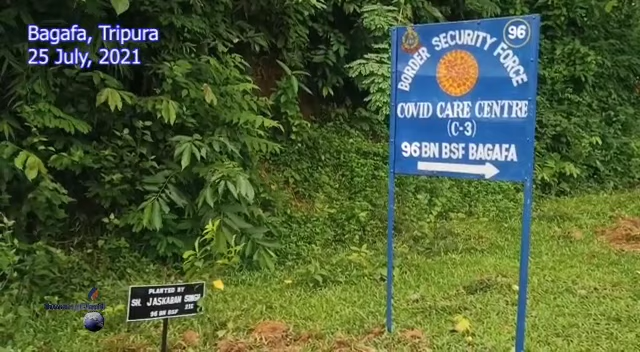 Bagafa, Tripura
25 July, 2021
96
BORDER SECURITY FORCE
COVID CARE CENTRE
(C-3)
96 BN BSF BAGAFA
PLANTED BY
SH. JASKARAN SINGH
96 BN BSF